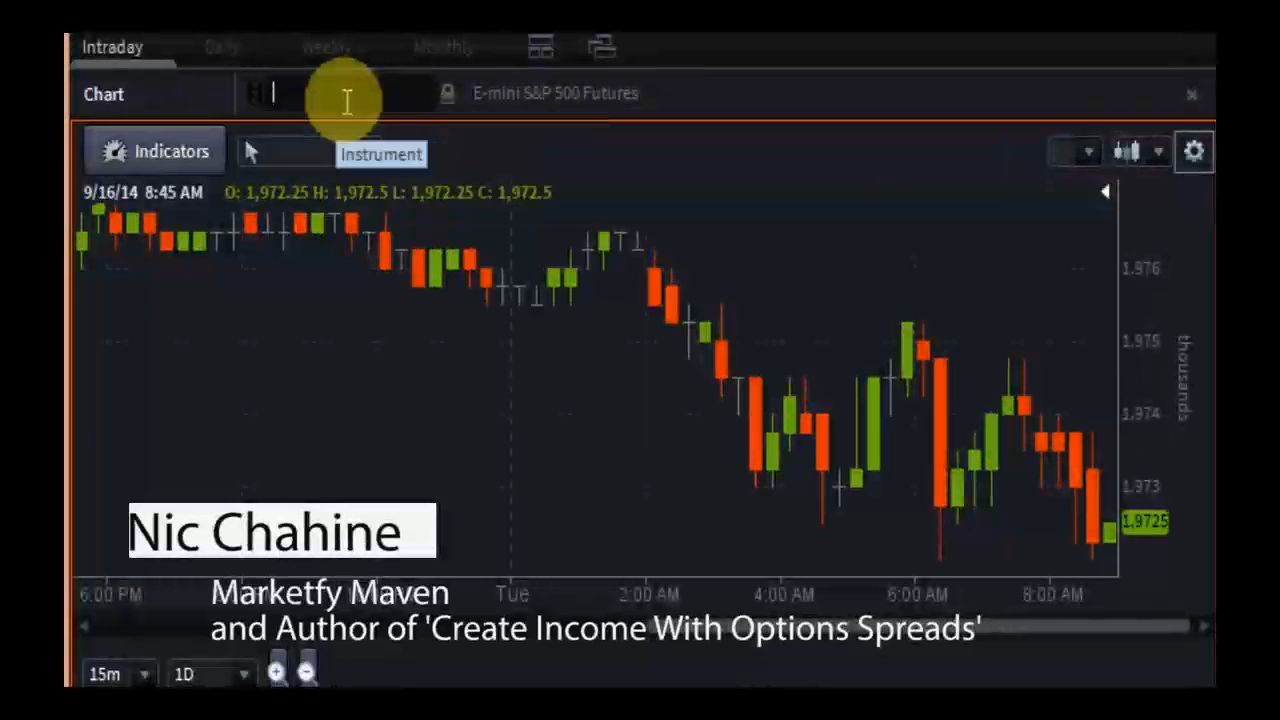 Intraday Daily Weekly Monthly
Chart E-mini S&P 500 Futures
Indicators Instrument
9/16/14 8:45 AM O: 1,972.25 H: 1,972.5 L: 1,972.25 C: 1,972.5
1.976
1.975
thousands
1.974
1.973
1.9725
Nic Chahine
6:00 PM Tue 2:00 AM 4:00 AM 6:00 AM 8:00 AM
Marketfy Maven
and Author of 'Create Income With Options Spreads'
15m 1D